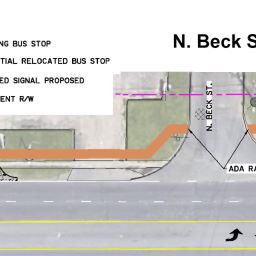 N. Beck S
NG BUS STOP
TIAL RELOCATED BUS STOP
ED SIGNAL PROPOSED
ENT R/W
N. BECK ST.
ADA RA